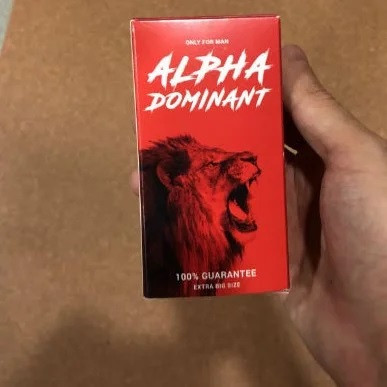 ONLY FOR MAN
ALPHA
DOMINANT
100% GUARANTEE
EXTRA BIG SIZE